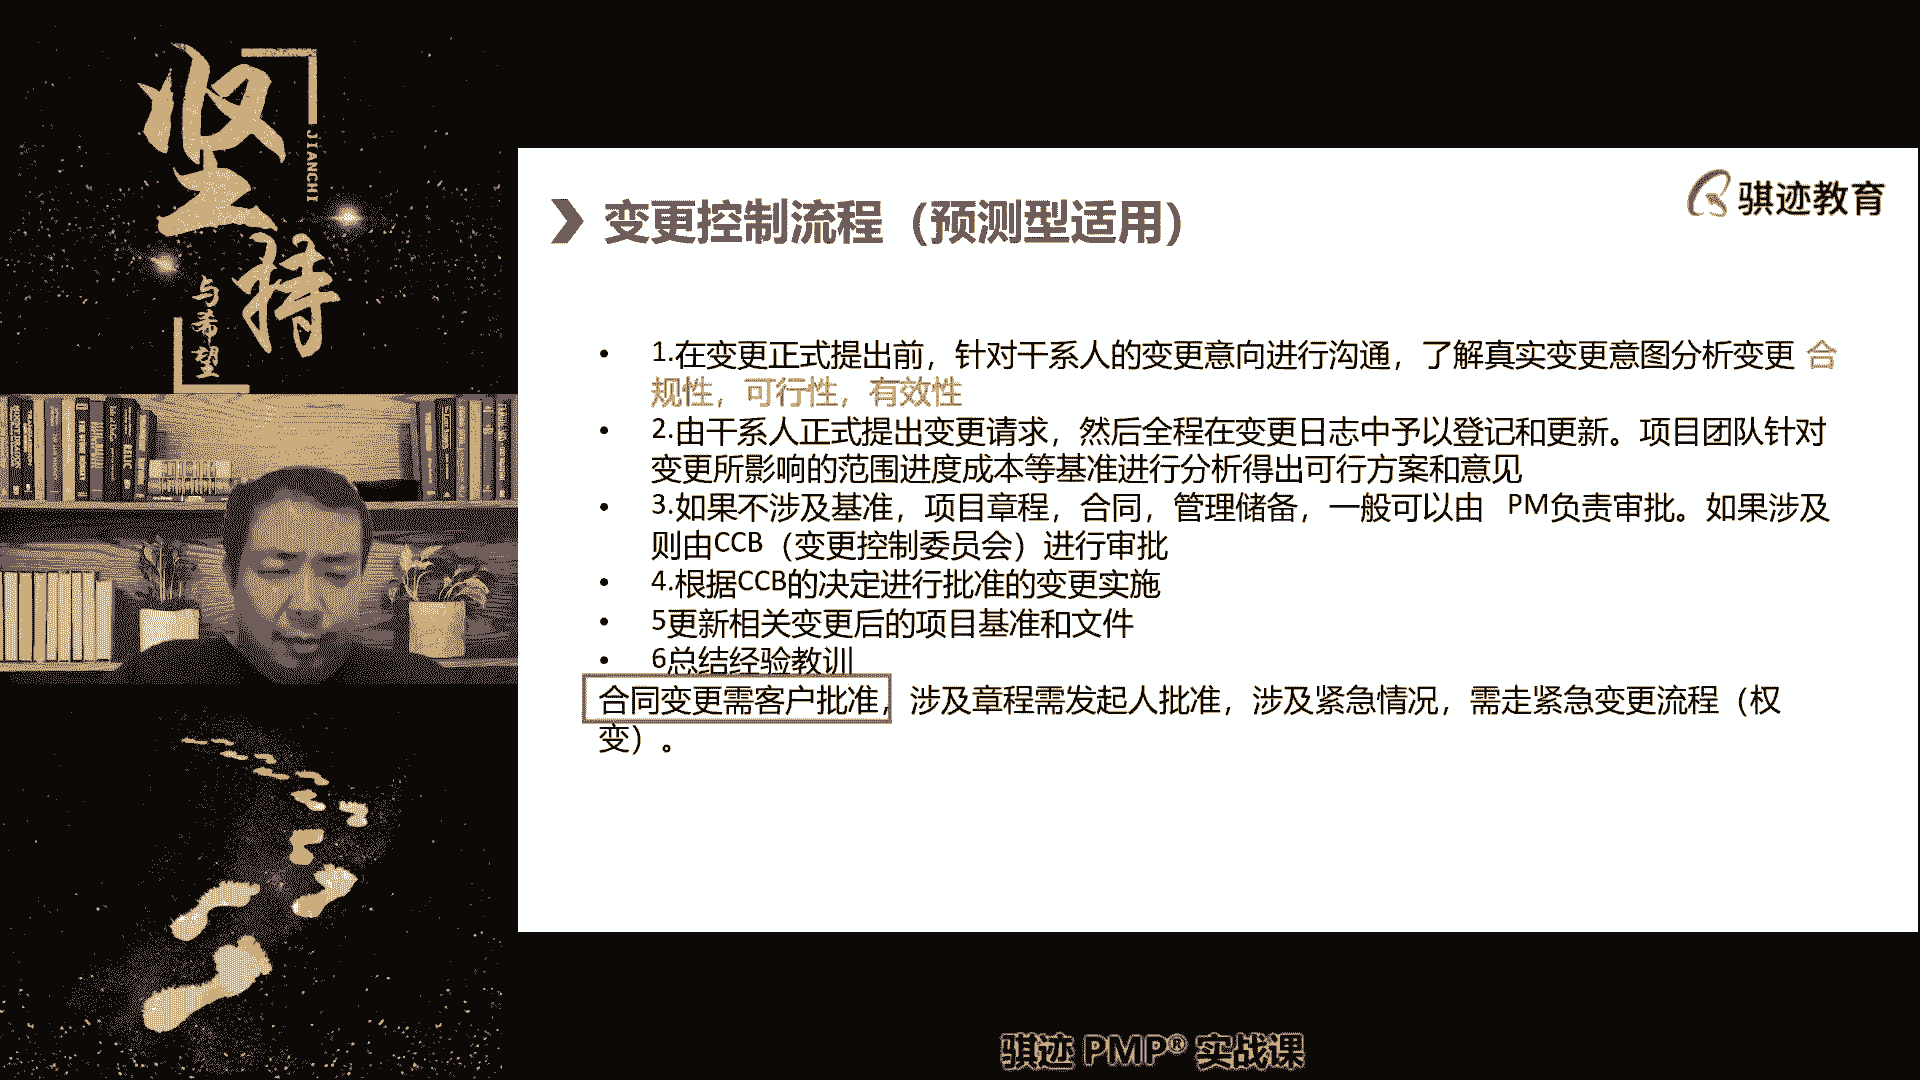 坚持
JIANCHI
与希望
骐迹教育
变更控制流程（预测型适用）
• 1.在变更正式提出前，针对干系人的变更意向进行沟通，了解真实变更意图分析变更 合
规性，可行性，有效性
• 2.由干系人正式提出变更请求，然后全程在变更日志中予以登记和更新。项目团队针对
变更所影响的范围进度成本等基准进行分析得出可行方案和意见
• 3.如果不涉及基准，项目章程，合同，管理储备，一般可以由 PM负责审批。如果涉及
则由CCB（变更控制委员会）进行审批
• 4.根据CCB的决定进行批准的变更实施
• 5更新相关变更后的项目基准和文件
• 6总结经验教训
合同变更需客户批准，涉及章程需发起人批准，涉及紧急情况，需走紧急变更流程（权
变）。
骐迹 PMP® 实战课